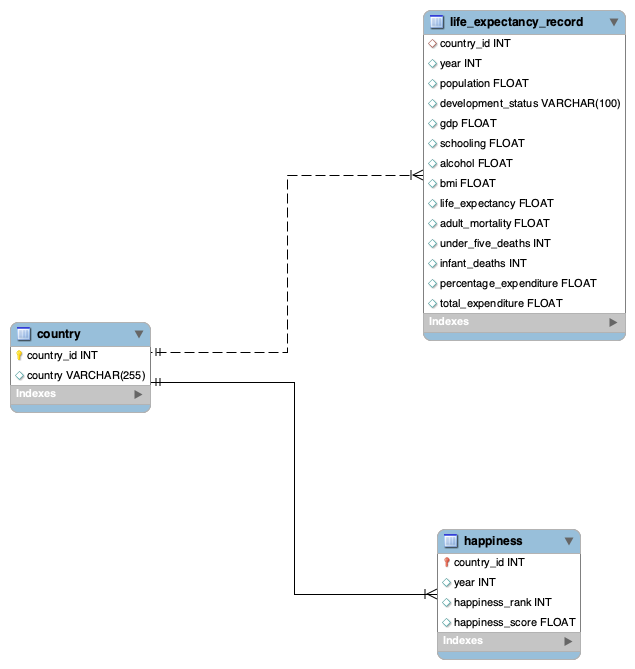 life_expectancy_record
country_id INT
year INT
population FLOAT
development_status VARCHAR(100)
gdp FLOAT
schooling FLOAT
alcohol FLOAT
bmi FLOAT
life_expectancy FLOAT
adult_mortality FLOAT
under_five_deaths INT
infant_deaths INT
percentage_expenditure FLOAT
total_expenditure FLOAT
Indexes
country
country_id INT
country VARCHAR(255)
Indexes
happiness
country_id INT
year INT
happiness_rank INT
happiness_score FLOAT
Indexes